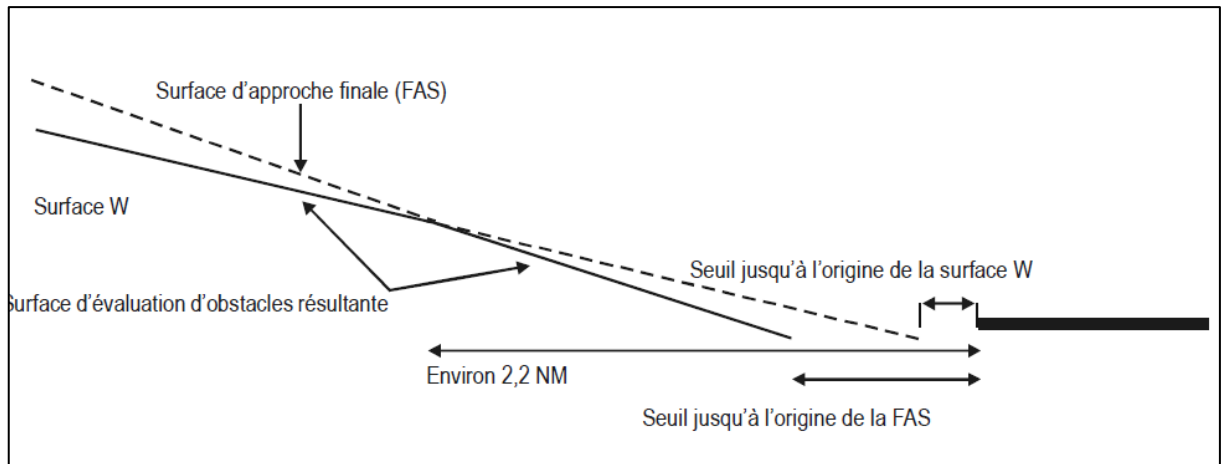 Surface d'approche finale (FAS)
Surface W
Seuil jusqu'à l'origine de la surface W
Surface d'évaluation d'obstacles résultante
Environ 2,2 NM
Seuil jusqu'à l'origine de la FAS